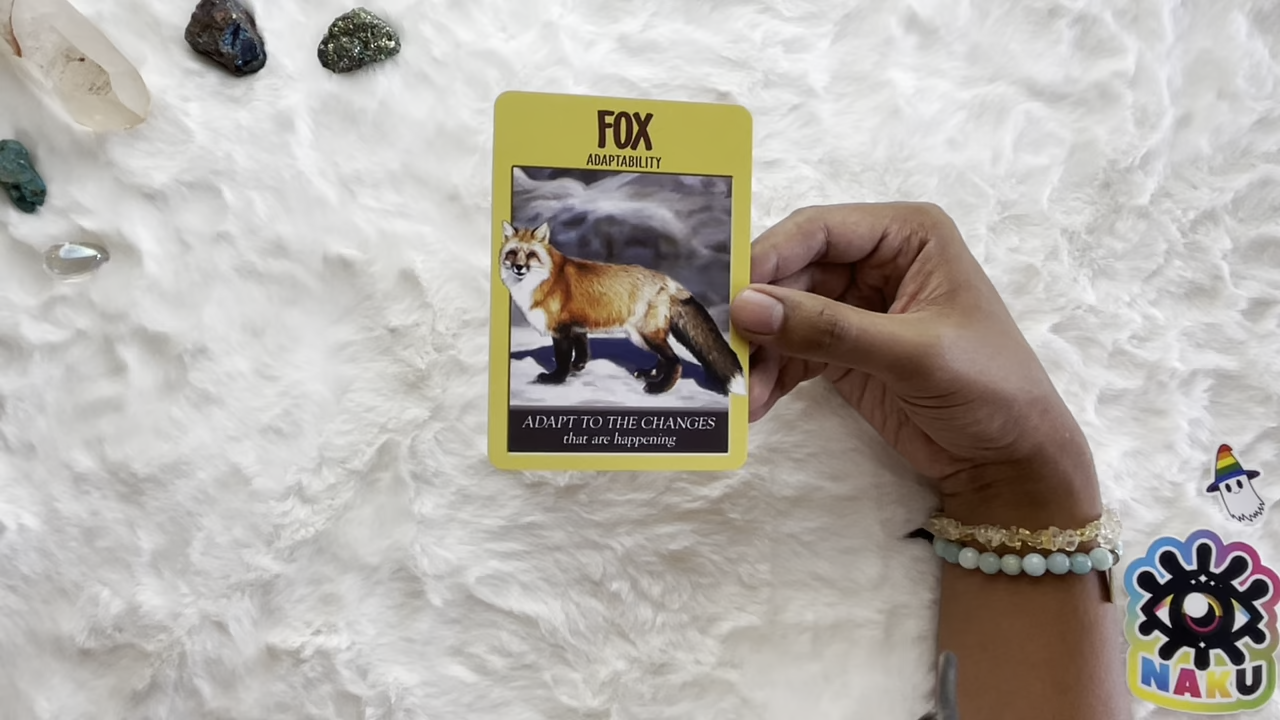 FOX
ADAPTABILITY
ADAPT TO THE CHANGES
that are happening
NAKU